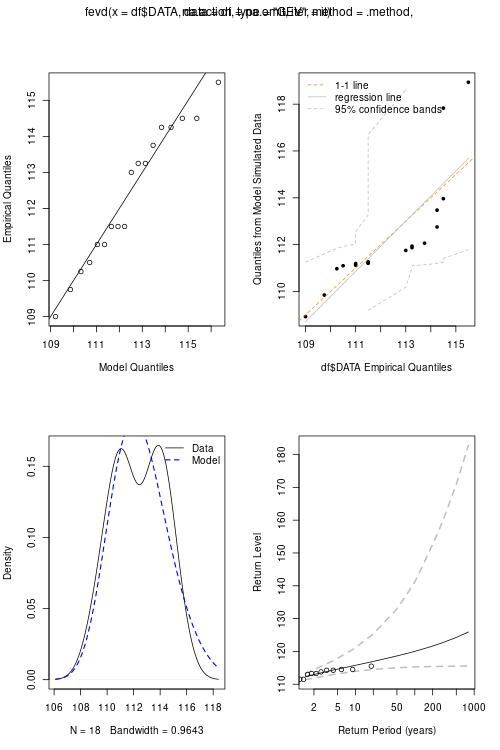 fevd(x = df$DATA, method = .method,
Empirical Quantiles
109 110 111 112 113 114 115
109 111 113 115
Model Quantiles
1-1 line
regression line
95% confidence bands
Quantiles from Model Simulated Data
110 112 114 116 118
109 111 113 115
df$DATA Empirical Quantiles
Data
Model
Density
0.00 0.05 0.10 0.15
106 108 110 112 114 116 118
N = 18 Bandwidth = 0.9643
Return Level
110 120 130 140 150 160 170 180
2 5 10 50 200 1000
Return Period (years)